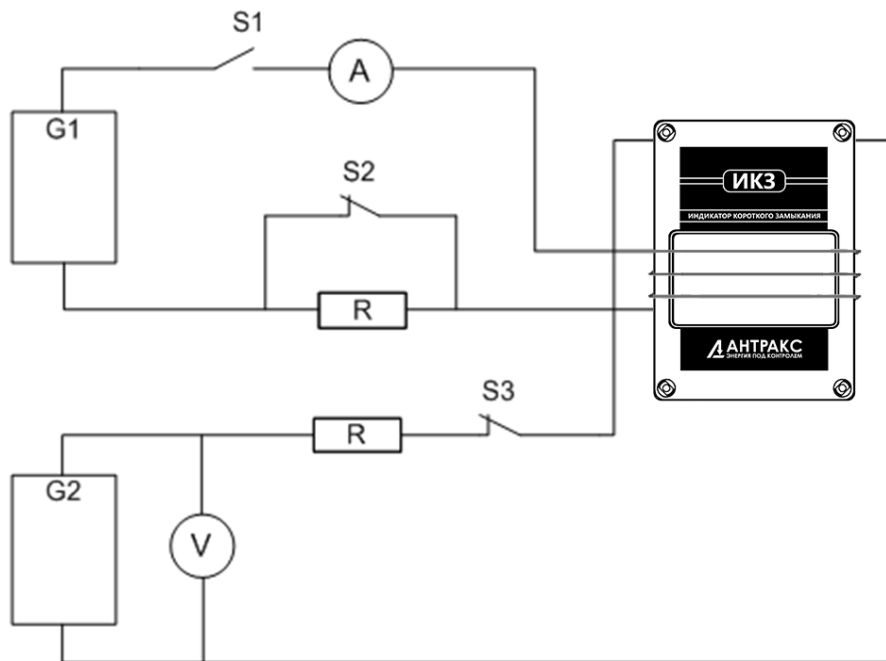 S1
A
G1
ИКЗ
S2
ИНДИКАТОР КОРОТКОГО ЗАМЫКАНИЯ
R
АНТРАКС
ЭНЕРГИЯ ПОД КОНТРОЛЕМ
S3
R
G2
V